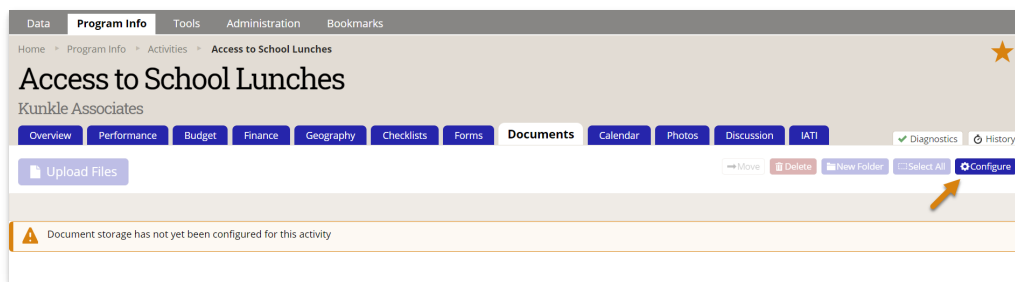 Data Program Info Tools Administration Bookmarks
Home Program Info Activities Access to School Lunches
Access to School Lunches
Kunkle Associates
Overview Performance Budget Finance Geography Checklists Forms Documents Calendar Photos Discussion IATI Diagnostics History
Upload Files Move Delete New Folder Select All Configure
Document storage has not yet been configured for this activity